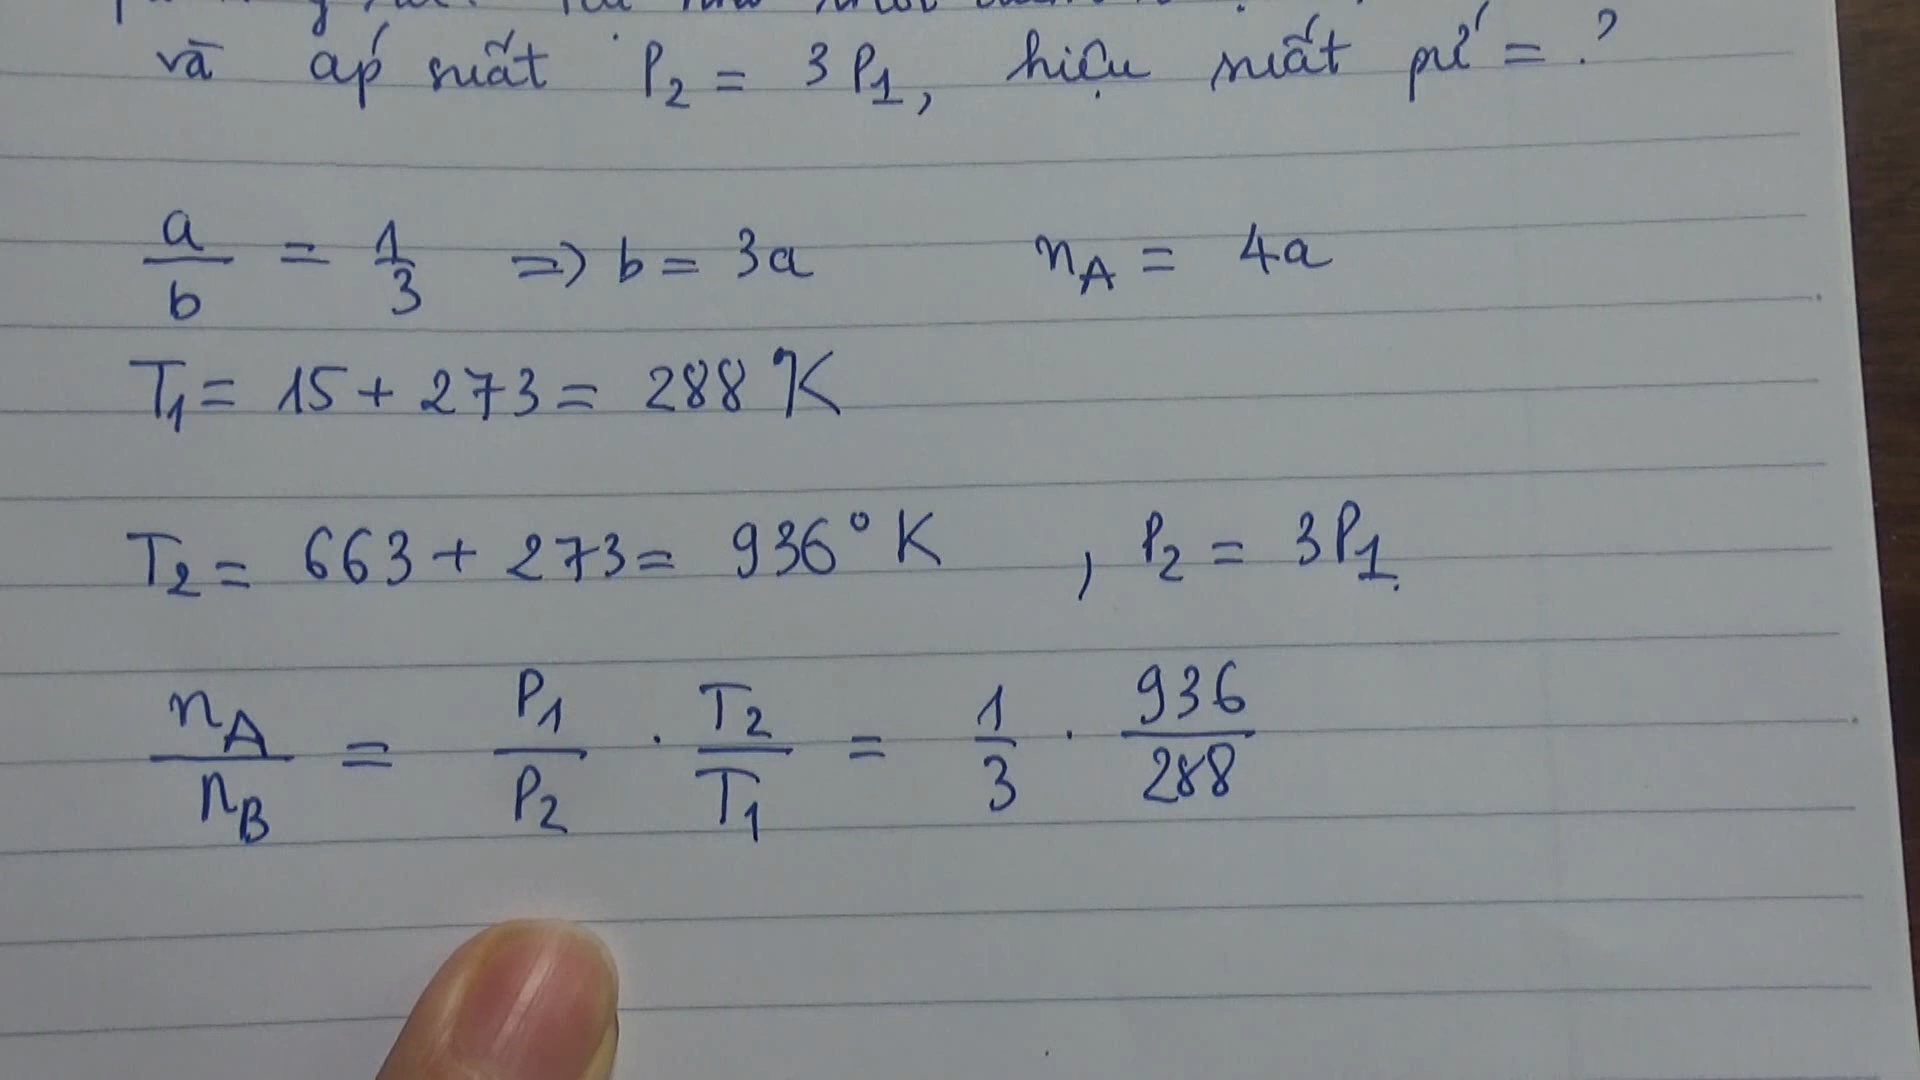 và áp suất P₂ = 3P₁, hiệu suất pứ = ?
a/b = 1/3 => b = 3a    n_A = 4a
T₁ = 15 + 273 = 288 K
T₂ = 663 + 273 = 936°K , P₂ = 3P₁.
n_A/n_B = P₁/P₂ . T₂/T₁ = 1/3 . 936/288